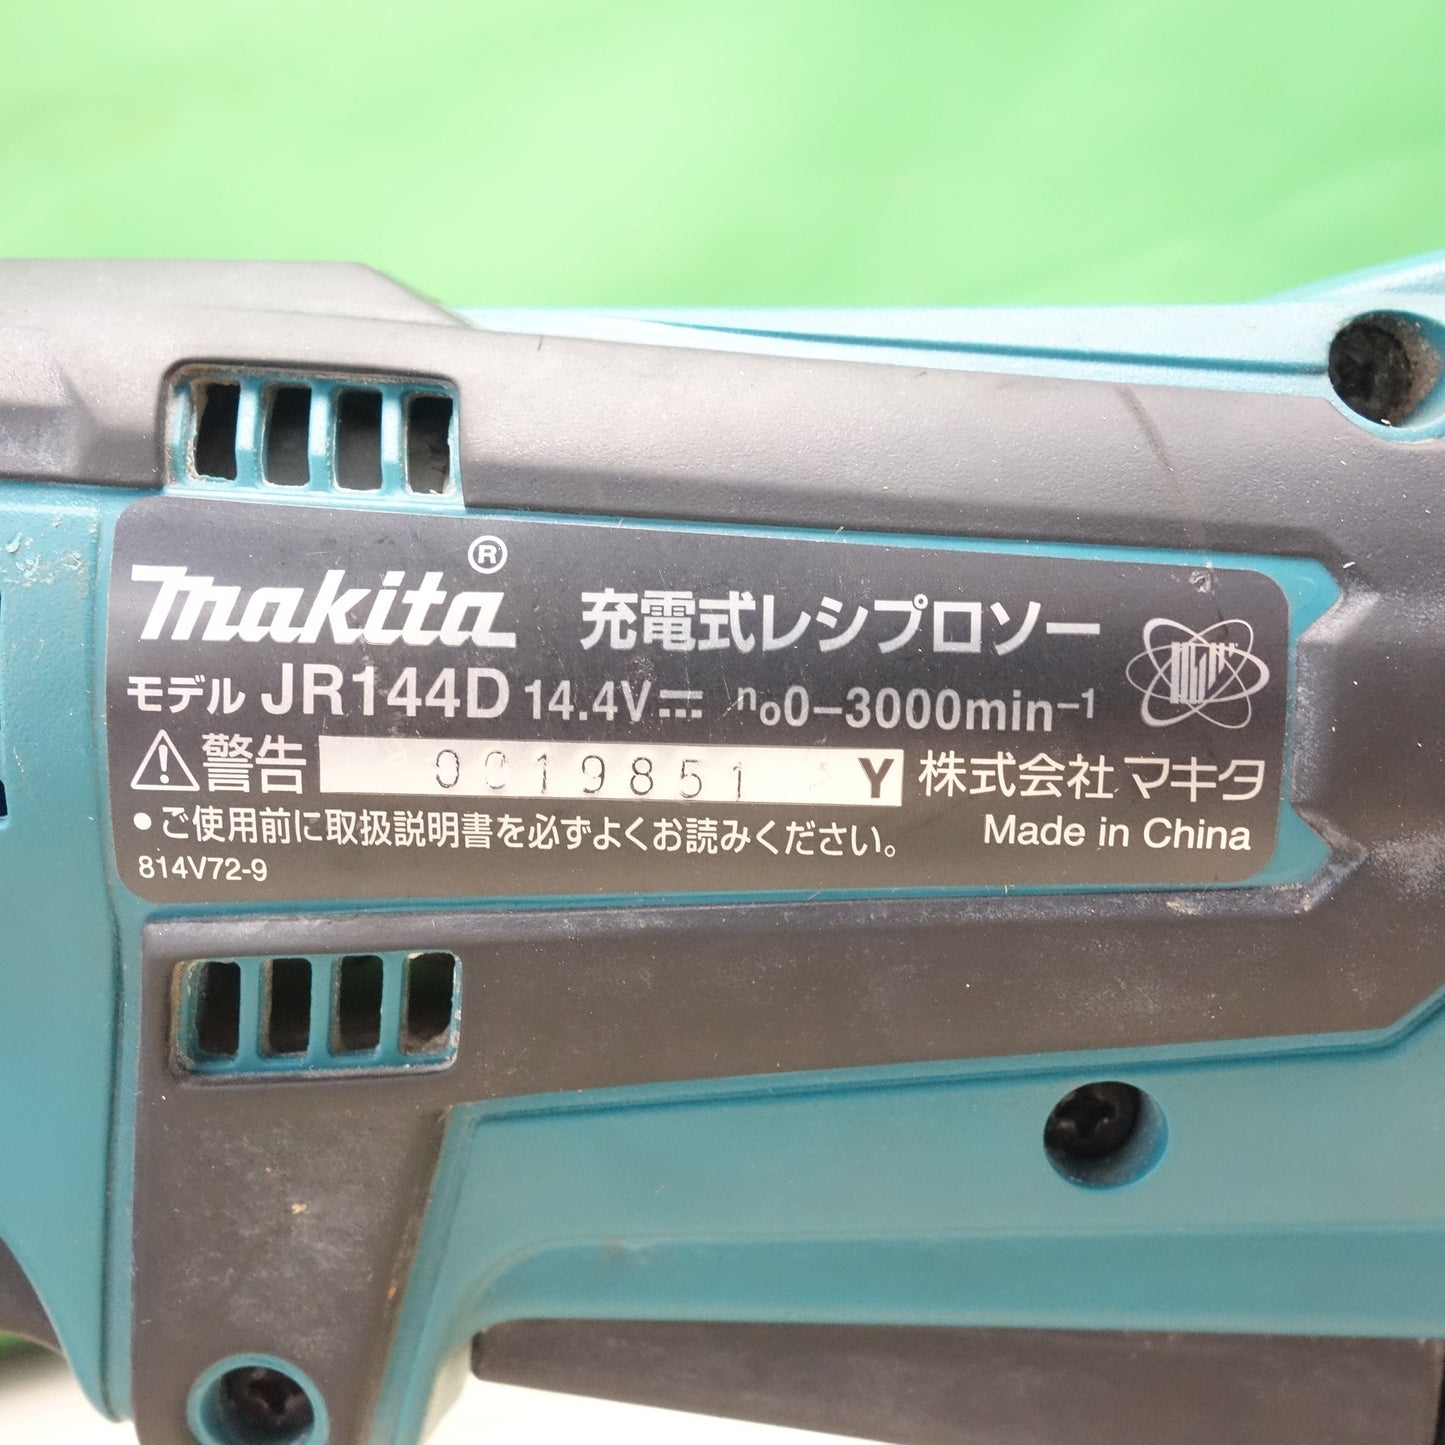 makita® 充電式レシプロソー
モデル JR144D 14.4V⎓ n₀0–3000min⁻¹
⚠警告 0019851 Y 株式会社マキタ
•ご使用前に取扱説明書を必ずよくお読みください。 Made in China
814V72-9